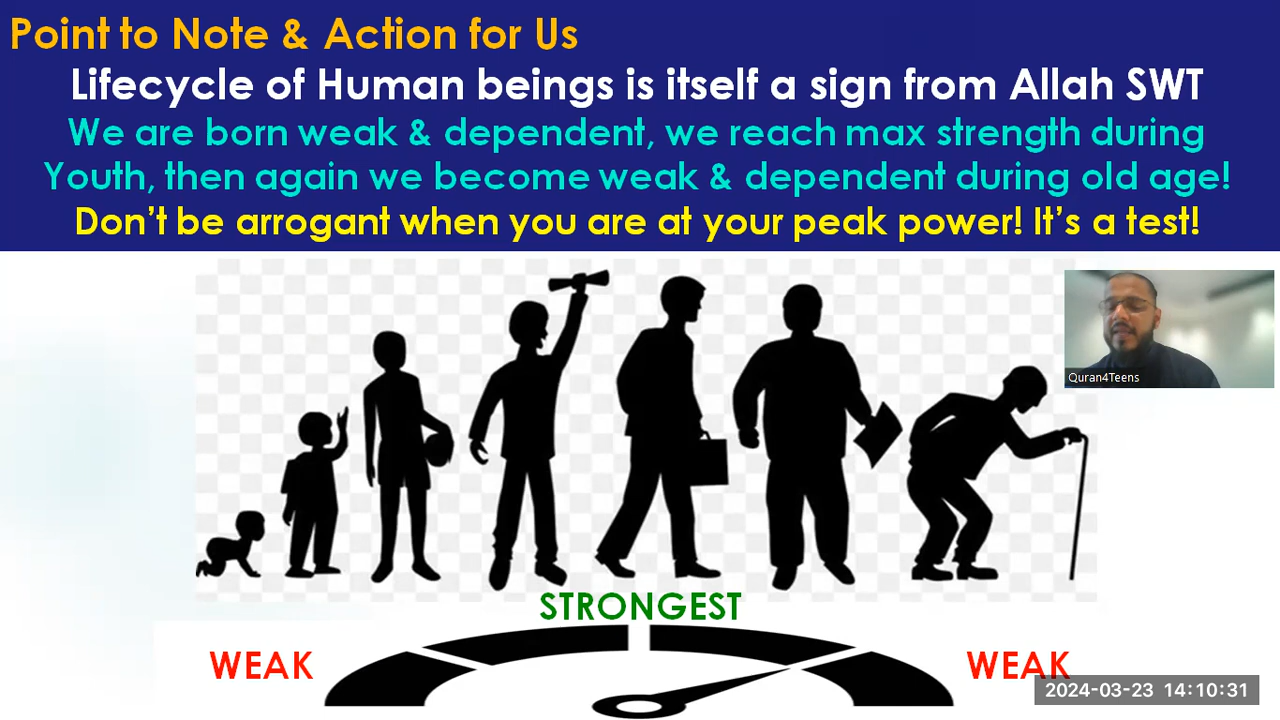 Point to Note & Action for Us
Lifecycle of Human beings is itself a sign from Allah SWT
We are born weak & dependent, we reach max strength during
Youth, then again we become weak & dependent during old age!
Don't be arrogant when you are at your peak power! It's a test!
Quran4Teens
STRONGEST
WEAK
WEAK
2024-03-23 14:10:31